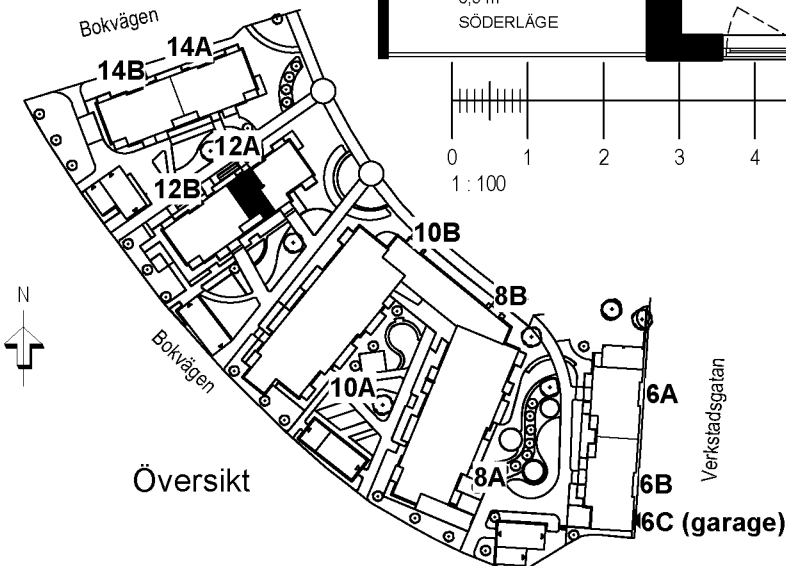 SÖDERLÄGE
0 1 2 3 4
1 : 100
Bokvägen
14A
14B
12A
12B
10B
8B
N
Bokvägen
10A
6A
Verkstadsgatan
Översikt
8A
6B
6C (garage)